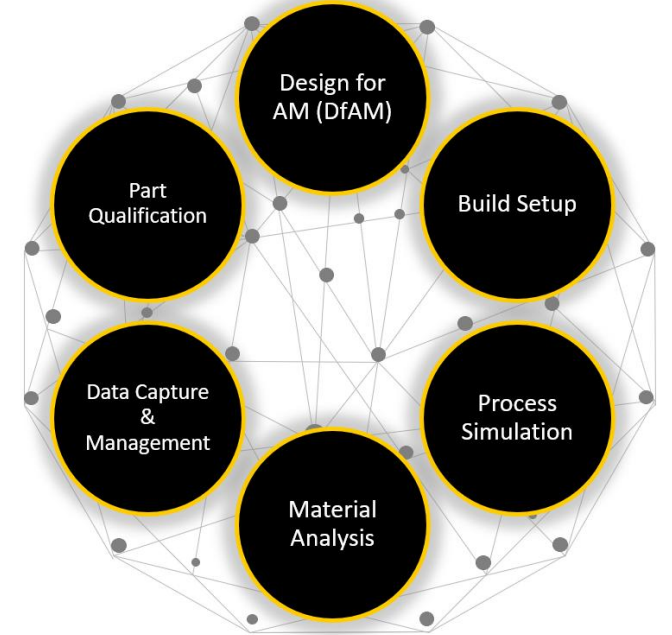 Design for
AM (DfAM)
Build Setup
Process
Simulation
Material
Analysis
Data Capture
&
Management
Part
Qualification